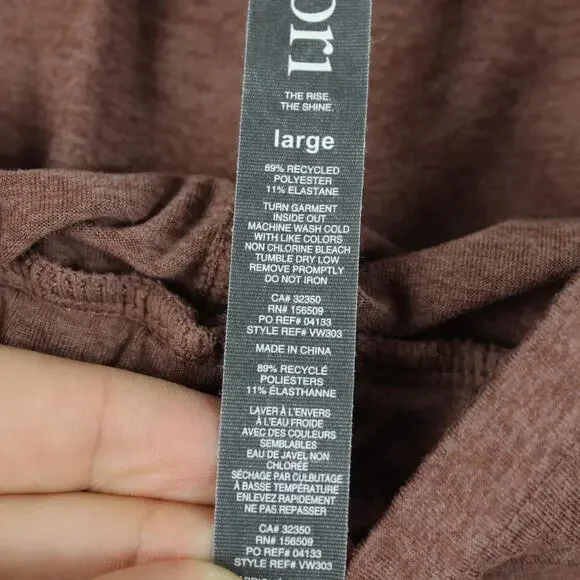 ori
THE RISE.
THE SHINE.
large
89% RECYCLED
POLYESTER
11% ELASTANE
TURN GARMENT
INSIDE OUT
MACHINE WASH COLD
WITH LIKE COLORS
NON CHLORINE BLEACH
TUMBLE DRY LOW
REMOVE PROMPTLY
DO NOT IRON
CA# 32350
RN# 156509
PO REF# 04133
STYLE REF# VW303
MADE IN CHINA
89% RECYCLÉ
POLIESTERS
11% ÉLASTHANNE
LAVER À L'ENVERS
À L'EAU FROIDE
AVEC DES COULEURS
SEMBLABLES
EAU DE JAVEL NON
CHLORÉE
SÉCHAGE PAR CULBUTAGE
À BASSE TEMPÉRATURE
ENLEVEZ RAPIDEMENT
NE PAS REPASSER
CA# 32350
RN# 156509
PO REF# 04133
STYLE REF# VW303